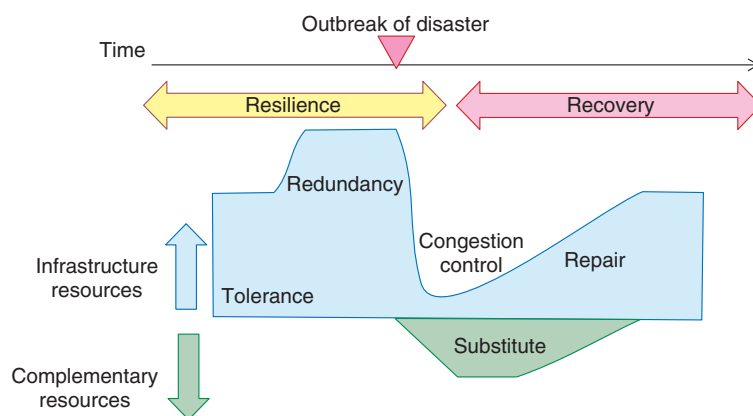 Outbreak of disaster
Time
Resilience
Recovery
Redundancy
Congestion
control
Infrastructure
resources
Repair
Tolerance
Substitute
Complementary
resources